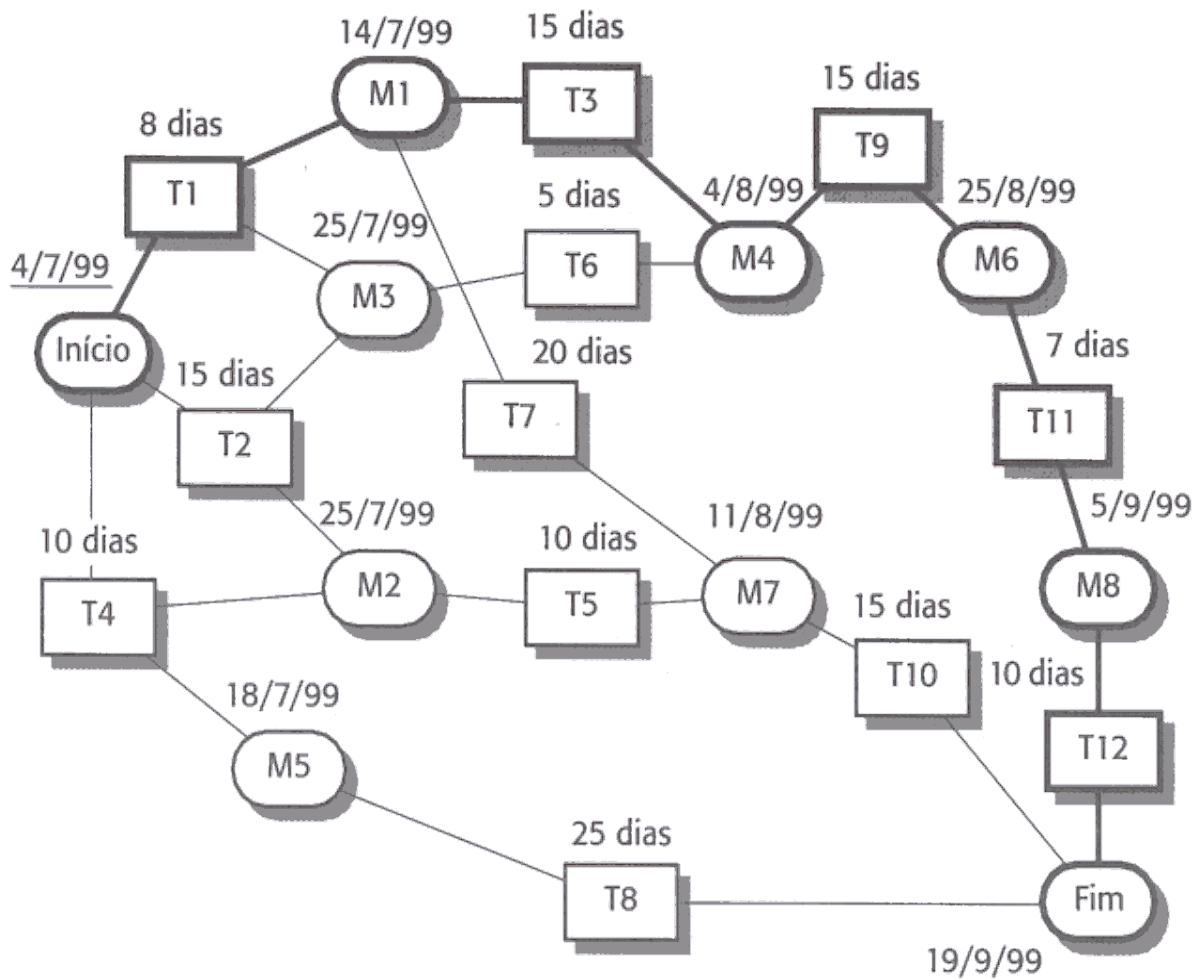 14/7/99
15 dias
M1
T3
15 dias
8 dias
T9
T1
5 dias
4/8/99
25/8/99
25/7/99
T6
M4
M6
4/7/99
M3
Início
15 dias
20 dias
7 dias
T2
T7
T11
25/7/99
11/8/99
5/9/99
10 dias
10 dias
M2
T5
M7
M8
15 dias
T4
T10
10 dias
18/7/99
T12
M5
25 dias
T8
Fim
19/9/99